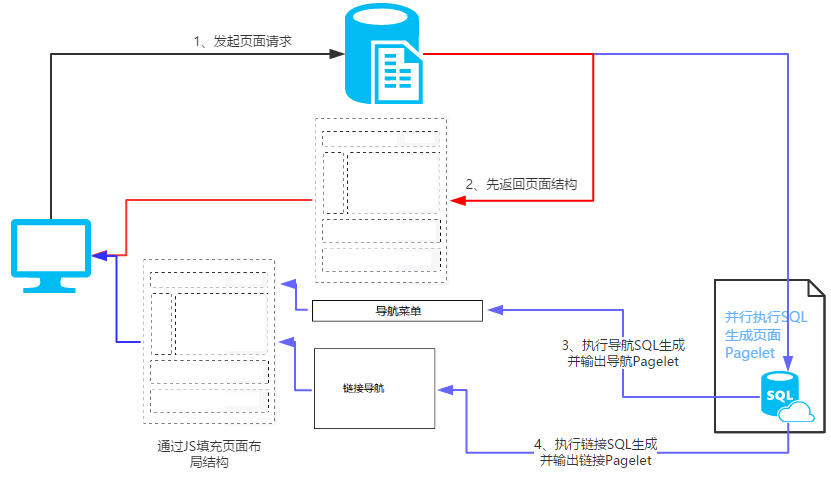 1、发起页面请求
2、先返回页面结构
导航菜单
并行执行SQL
生成页面
Pagelet
3、执行导航SQL生成
并输出导航Pagelet
链接导航
SQL
4、执行链接SQL生成
并输出链接Pagelet
通过JS填充页面布
局结构